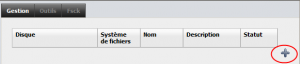 Gestion Outils Fsck
Disque Système de fichiers Nom Description Statut